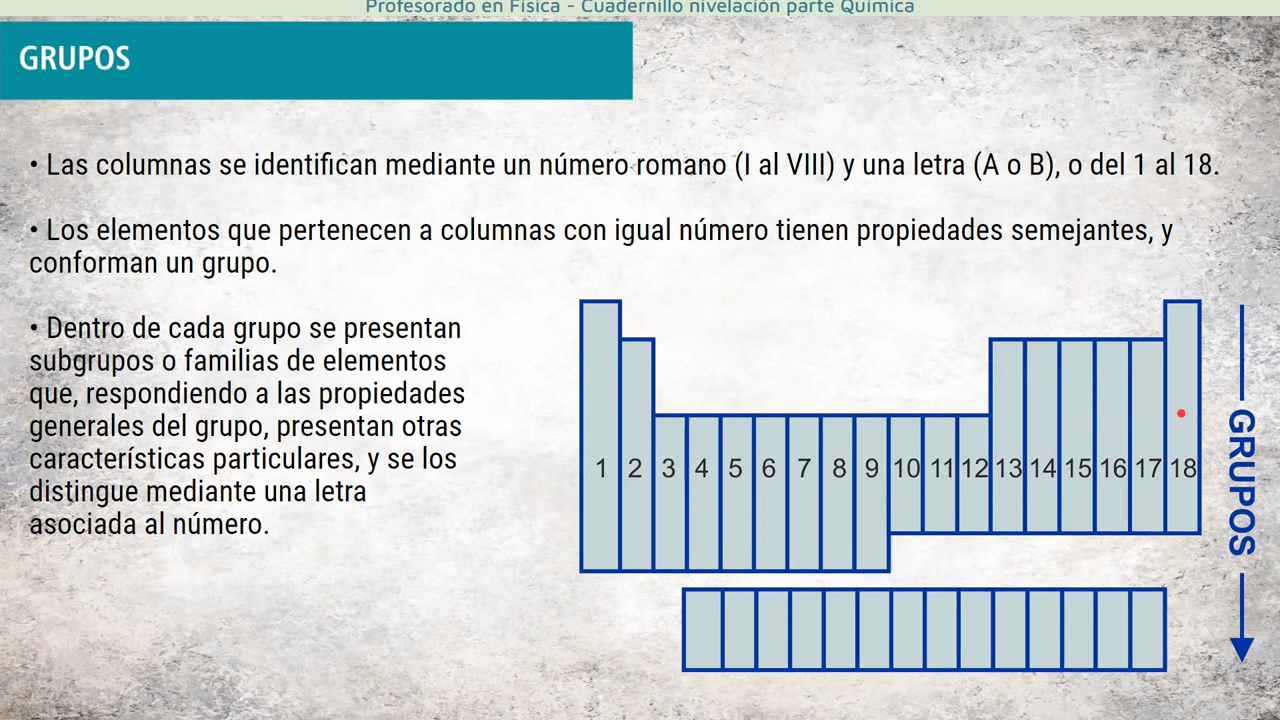 Profesorado en Física - Cuadernillo nivelación parte Química
GRUPOS
• Las columnas se identifican mediante un número romano (I al VIII) y una letra (A o B), o del 1 al 18.
• Los elementos que pertenecen a columnas con igual número tienen propiedades semejantes, y
conforman un grupo.
• Dentro de cada grupo se presentan
subgrupos o familias de elementos
que, respondiendo a las propiedades
generales del grupo, presentan otras
características particulares, y se los
distingue mediante una letra
asociada al número.
1 2 3 4 5 6 7 8 9 10 11 12 13 14 15 16 17 18
GRUPOS